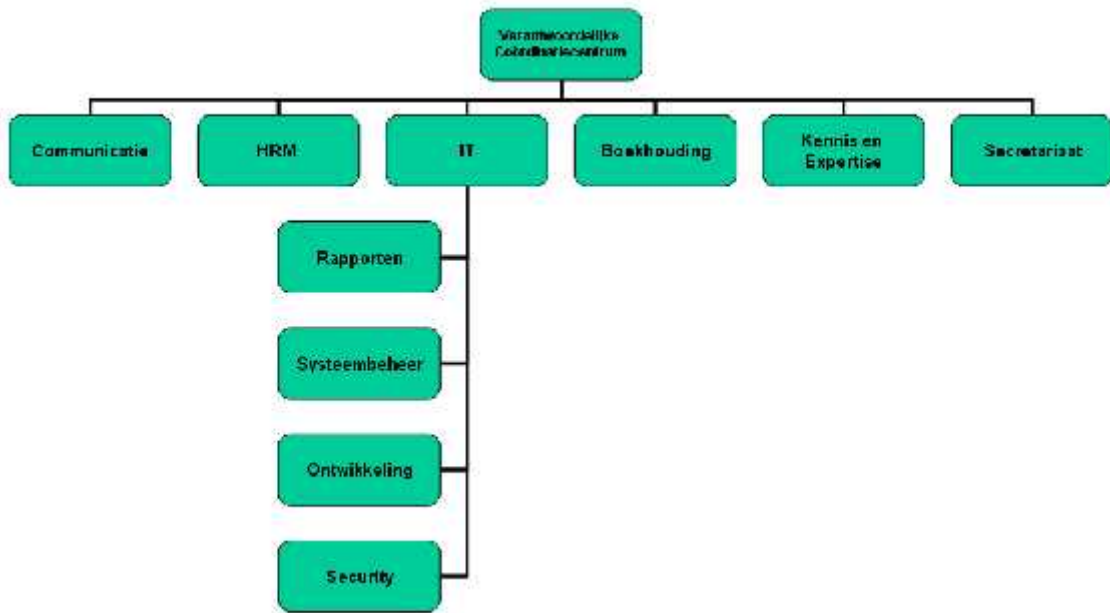 Verantwoordelijke
Coördinatiecentrum
Communicatie
HRM
IT
Boekhouding
Kennis en
Expertise
Secretariaat
Rapporten
Systeembeheer
Ontwikkeling
Security